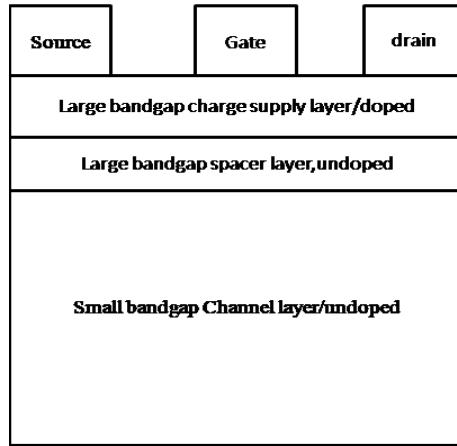 Source
Gate
drain
Large bandgap charge supply layer/doped
Large bandgap spacer layer,undoped
Small bandgap Channel layer/undoped